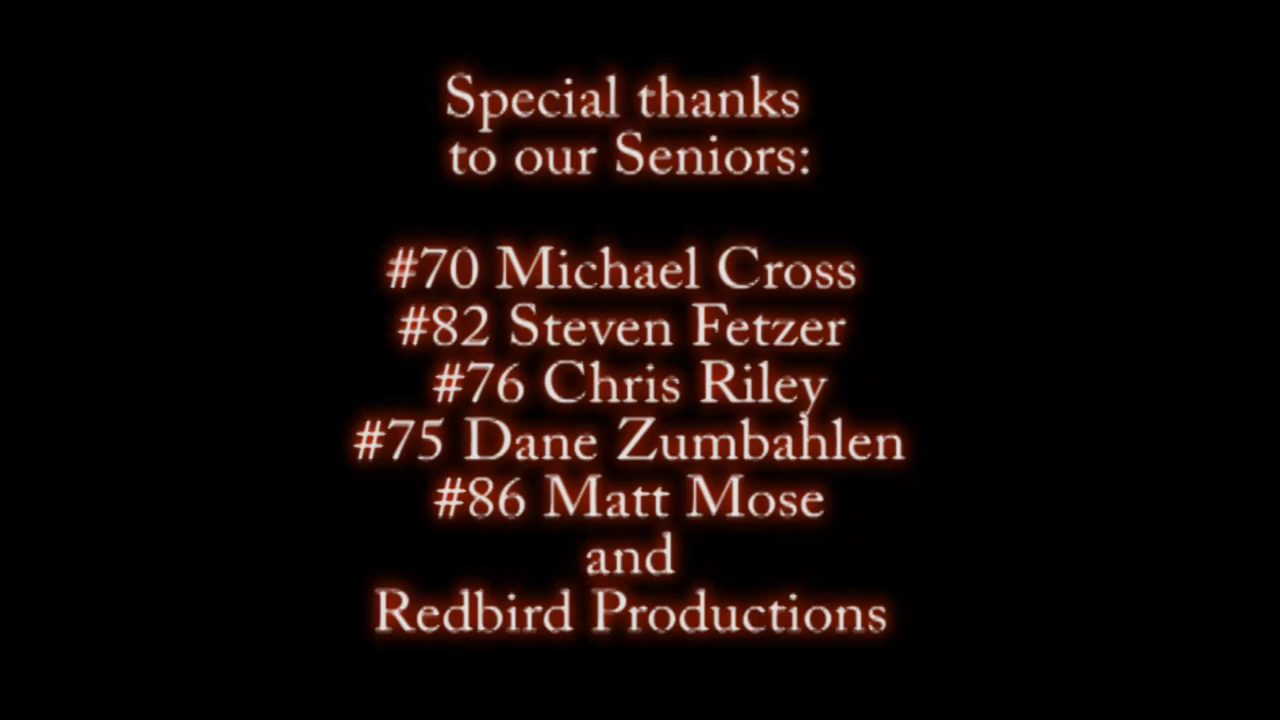 Special thanks
to our Seniors:
#70 Michael Cross
#82 Steven Fetzer
#76 Chris Riley
#75 Dane Zumbahlen
#86 Matt Mose
and
Redbird Productions